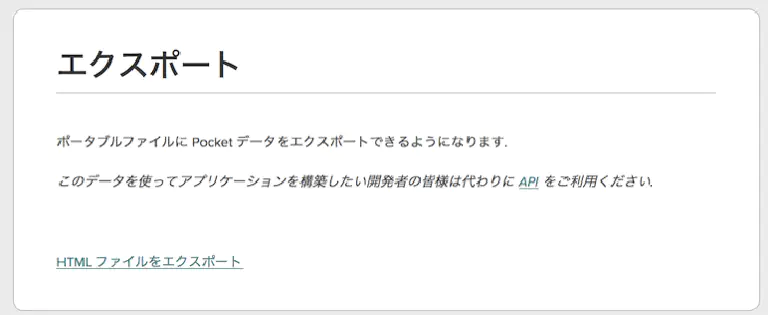 エクスポート
ポータブルファイルに Pocket データをエクスポートできるようになります.
このデータを使ってアプリケーションを構築したい開発者の皆様は代わりに API をご利用ください.
HTML ファイルをエクスポート